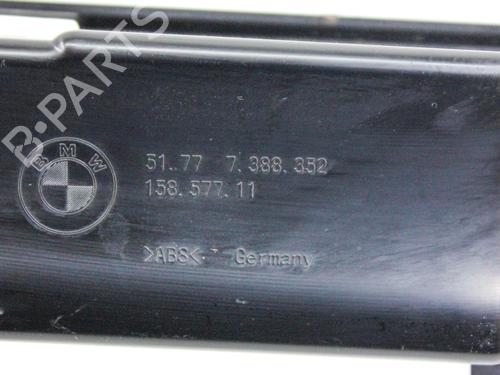 B-PARTS
BMW
51.77 7.388.352
158.577.11
>ABS< Germany